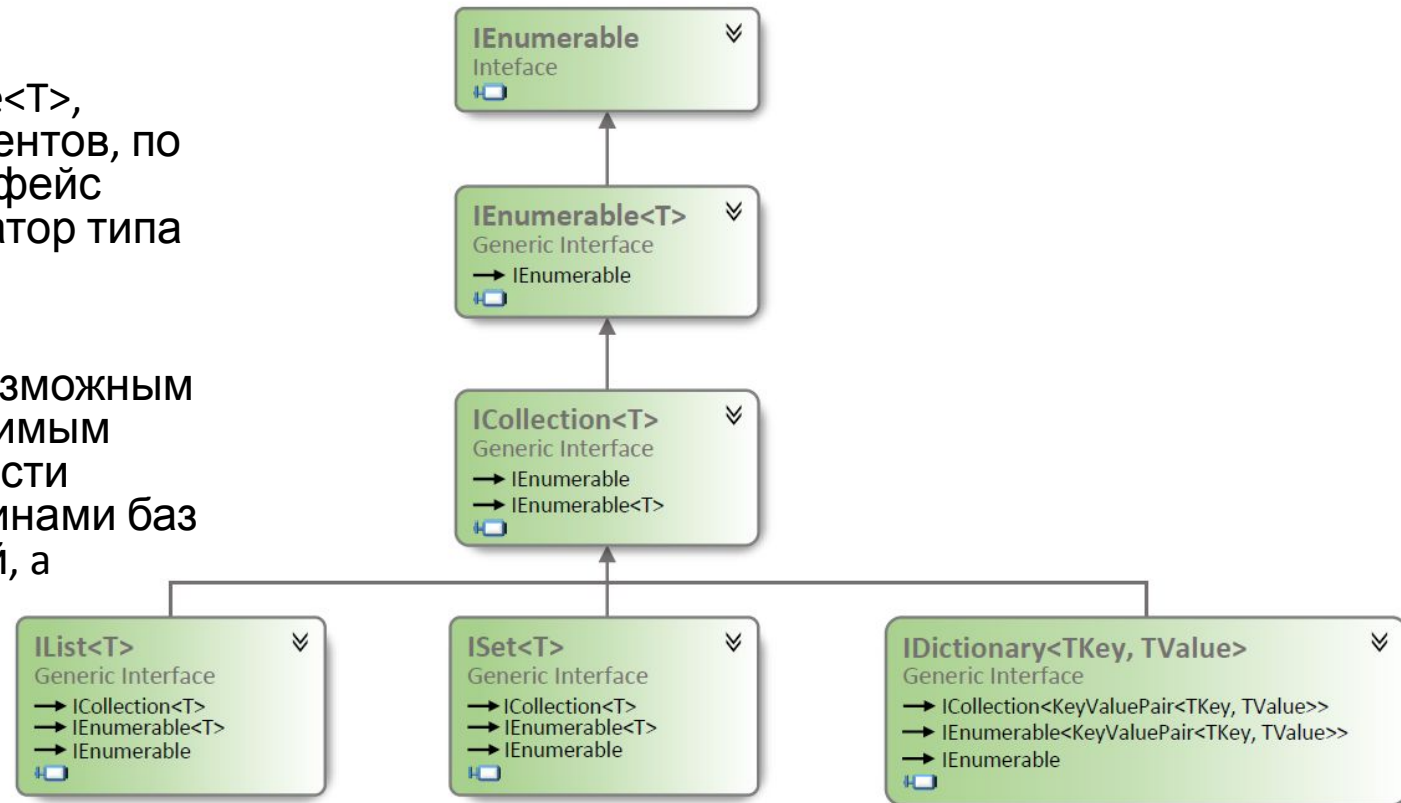 e<T>,
ентов, по
фейс
атор типа
зможным
димым
сти
инами баз
й, а
IEnumerable
Inteface
IEnumerable<T>
Generic Interface
IEnumerable
ICollection<T>
Generic Interface
IEnumerable
IEnumerable<T>
IList<T>
Generic Interface
ICollection<T>
IEnumerable<T>
IEnumerable
ISet<T>
Generic Interface
ICollection<T>
IEnumerable<T>
IEnumerable
IDictionary<TKey, TValue>
Generic Interface
ICollection<KeyValuePair<TKey, TValue>>
IEnumerable<KeyValuePair<TKey, TValue>>
IEnumerable